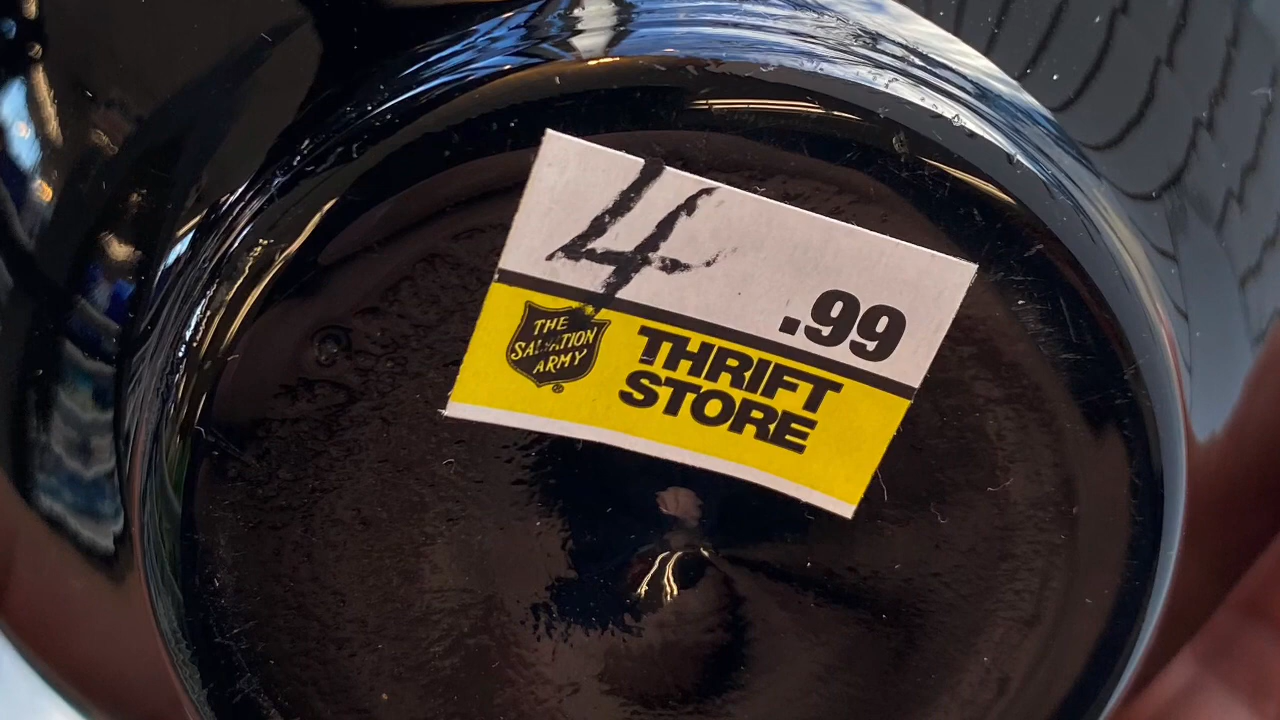 4 .99
THE
SALVATION
ARMY
®
THRIFT
STORE